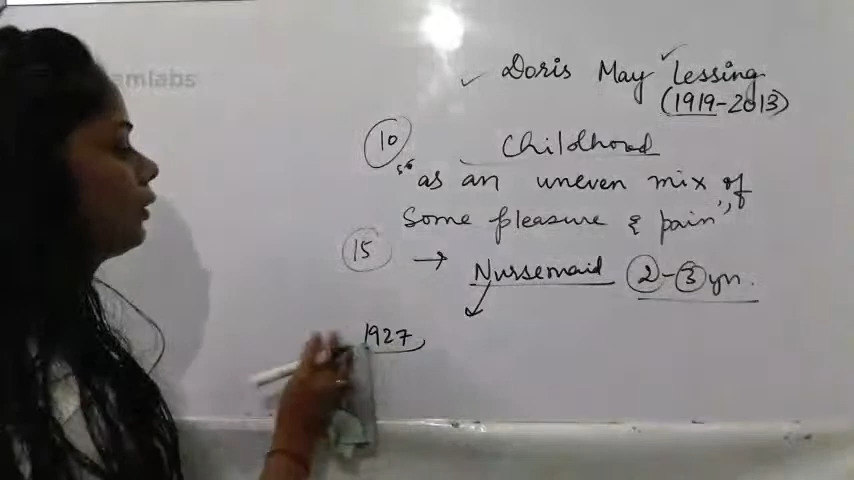 amlabs
Doris May Lessing
(1919-2013)
10 Childhood
"as an uneven mix of
Some pleasure & pain",
15 → Nursemaid 2-3 yrs.
1927